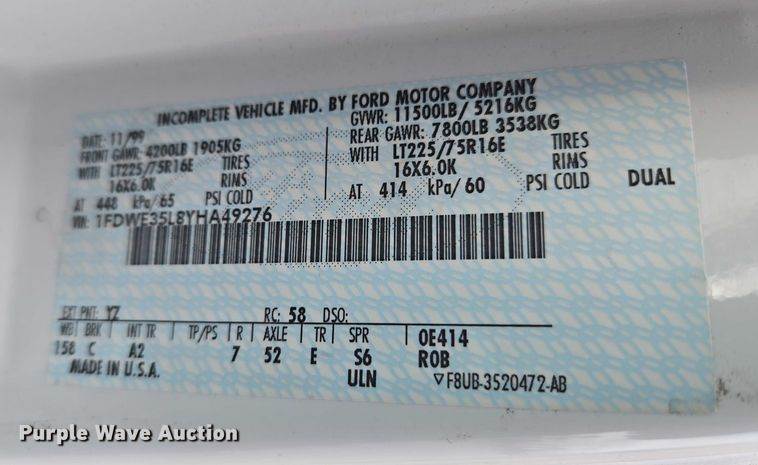 INCOMPLETE VEHICLE MFD. BY FORD MOTOR COMPANY
DATE: 11/99
GVWR: 11500LB/ 5216KG
FRONT GAWR: 4200LB 1905KG
REAR GAWR: 7800LB 3538KG
WITH LT225/75R16E TIRES
WITH LT225/75R16E TIRES
16X6.0K RIMS
16X6.0K RIMS
AT 448 kPa/65 PSI COLD
AT 414 kPa/60 PSI COLD DUAL
VIN: 1FDWE35L8YHA49276
EXT PNT: YZ RC: 58 DSO:
WB BRK INT TR TP/PS R AXLE TR SPR 0E414
158 C A2 7 52 E S6 ROB
MADE IN U.S.A. ULN ▽F8UB-3520472-AB
Purple Wave Auction